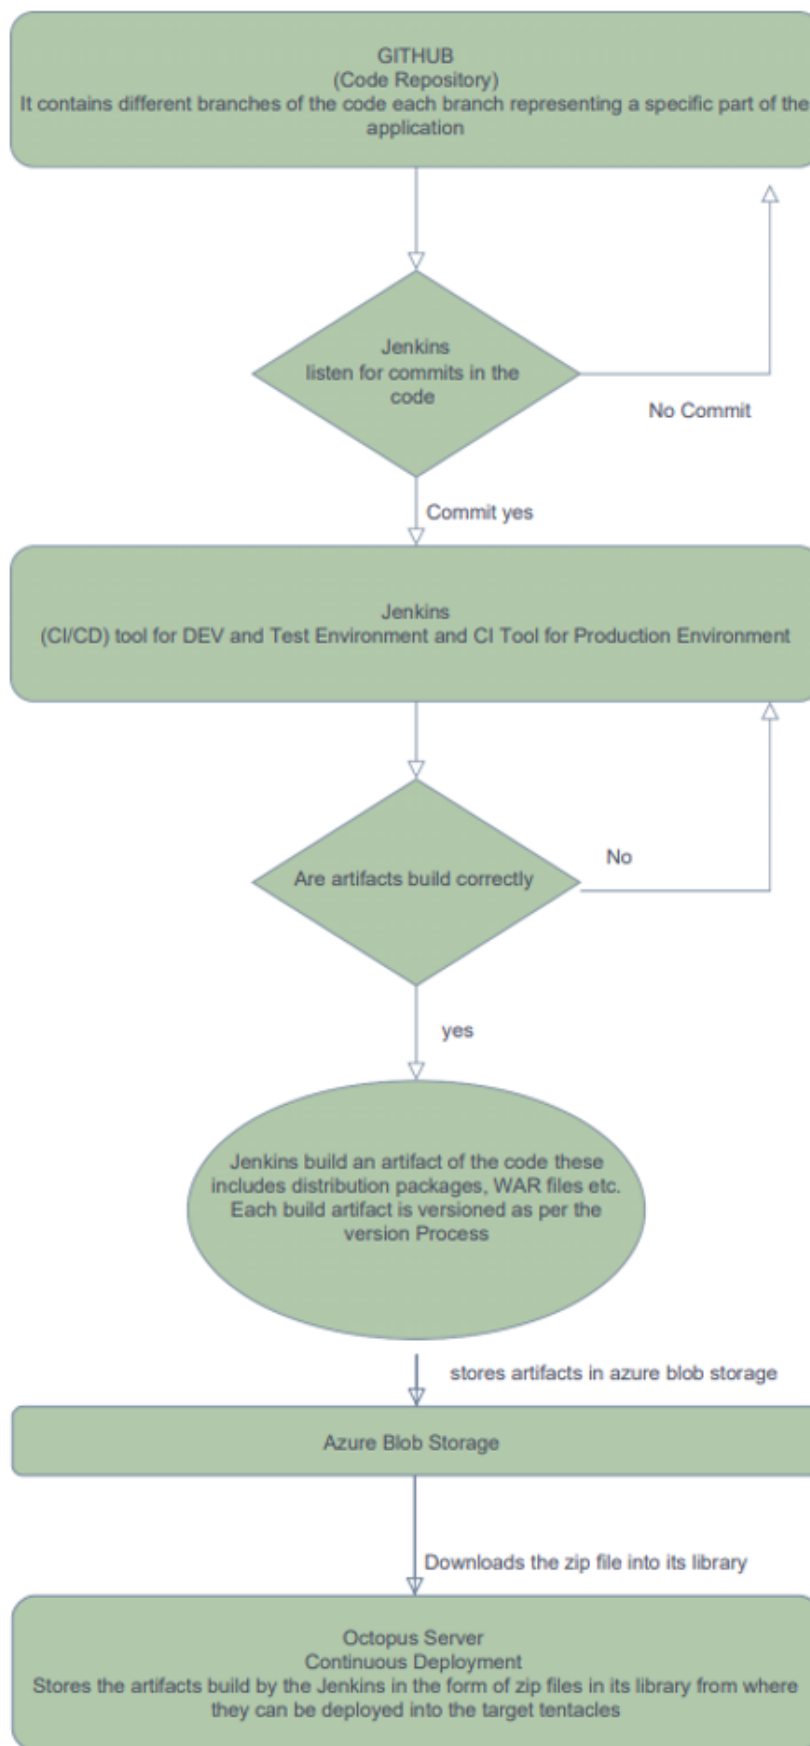 GITHUB
(Code Repository)
It contains different branches of the code each branch representing a specific part of the
application
Jenkins
listen for commits in the
code
No Commit
Commit yes
Jenkins
(CI/CD) tool for DEV and Test Environment and CI Tool for Production Environment
Are artifacts build correctly
No
yes
Jenkins build an artifact of the code these
includes distribution packages, WAR files etc.
Each build artifact is versioned as per the
version Process
stores artifacts in azure blob storage
Azure Blob Storage
Downloads the zip file into its library
Octopus Server
Continuous Deployment
Stores the artifacts build by the Jenkins in the form of zip files in its library from where
they can be deployed into the target tentacles